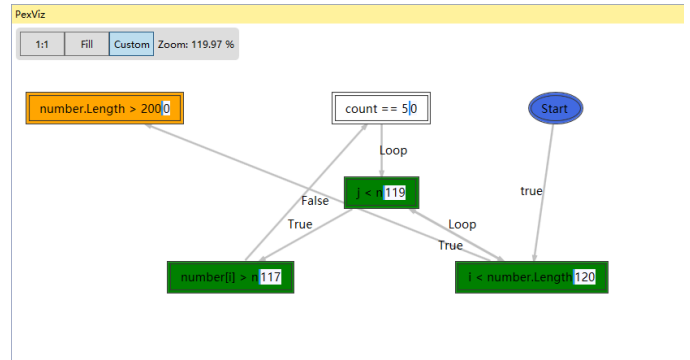 PexViz
1:1 Fill Custom Zoom: 119.97 %
number.Length > 200 0
count == 5 0
Start
Loop
j < n 119
true
False
True
Loop
True
number[i] > n 117
i < number.Length 120